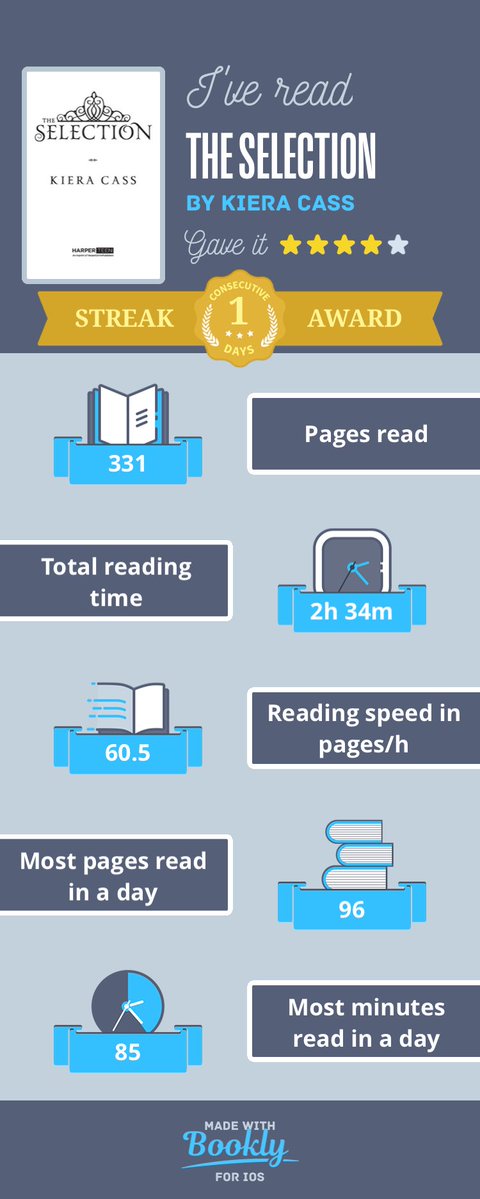 I've read
THE
SELECTION
KIERA CASS
HARPERTEEN
THE SELECTION
BY KIERA CASS
Gave it
STREAK
CONSECUTIVE
1
DAYS
AWARD
331
Pages read
Total reading
time
2h 34m
60.5
Reading speed in
pages/h
Most pages read
in a day
96
85
Most minutes
read in a day
MADE WITH
Bookly
FOR IOS